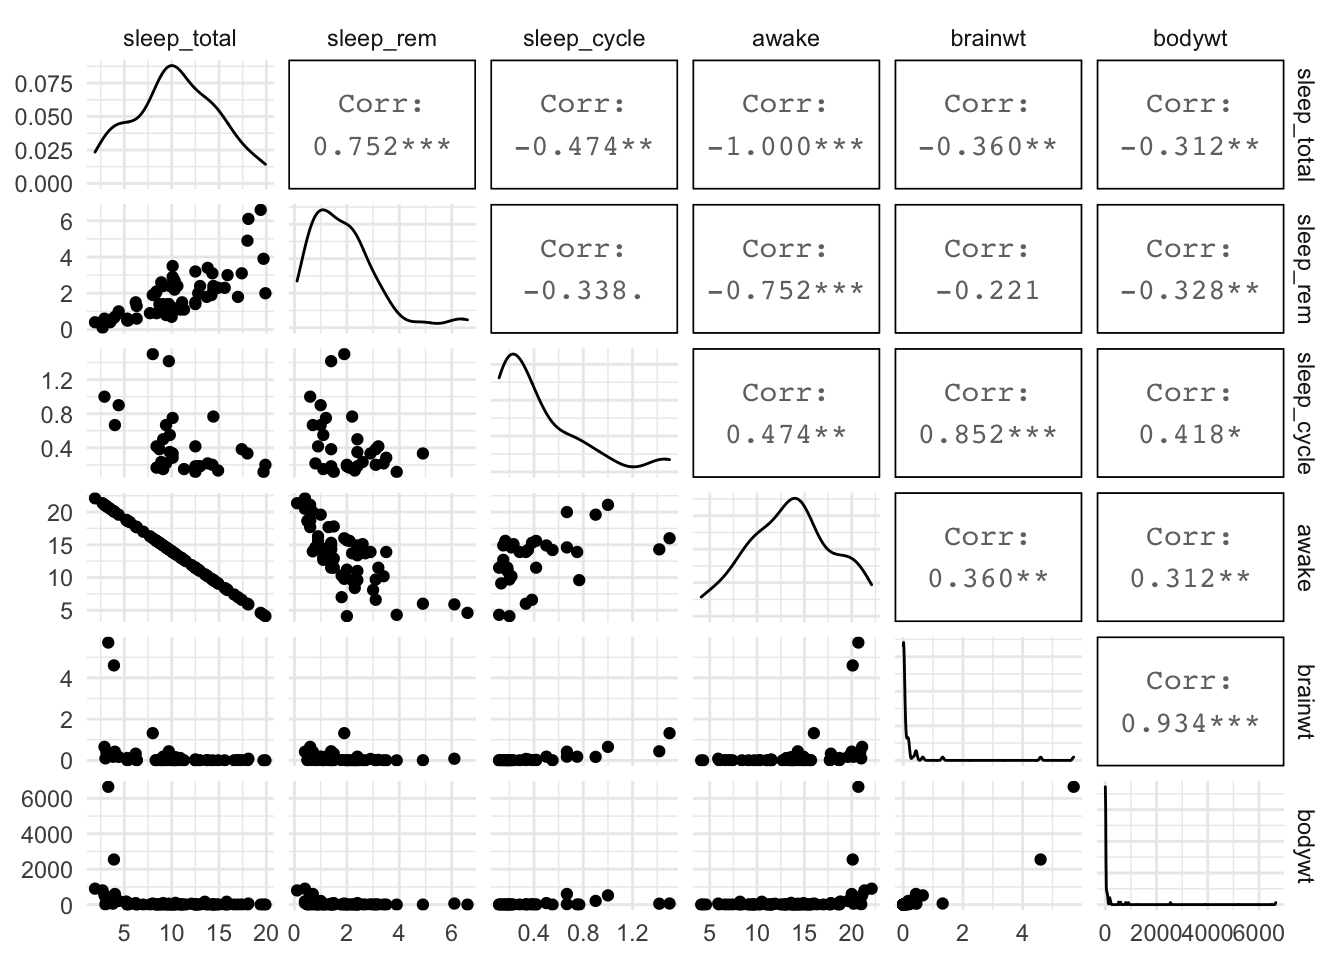 sleep_total sleep_rem sleep_cycle awake brainwt bodywt
0.075
0.050
0.025
0.000
Corr:
0.752***
Corr:
-0.474**
Corr:
-1.000***
Corr:
-0.360**
Corr:
-0.312**
sleep_total
6
4
2
0
Corr:
-0.338.
Corr:
-0.752***
Corr:
-0.221
Corr:
-0.328**
sleep_rem
1.2
0.8
0.4
Corr:
0.474**
Corr:
0.852***
Corr:
0.418*
sleep_cycle
20
15
10
5
Corr:
0.360**
Corr:
0.312**
awake
4
2
0
Corr:
0.934***
brainwt
6000
4000
2000
0
bodywt
5 10 15 20 0 2 4 6 0.4 0.8 1.2 5 10 15 20 0 2 4 0 2000 4000 6000